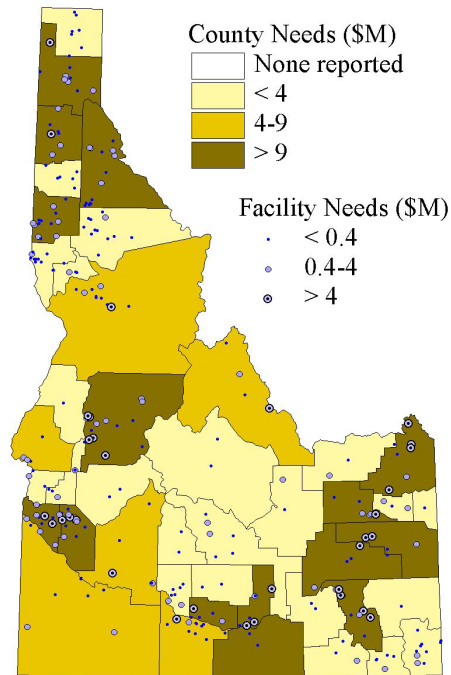 County Needs ($M)
None reported
< 4
4-9
> 9
Facility Needs ($M)
< 0.4
0.4-4
> 4